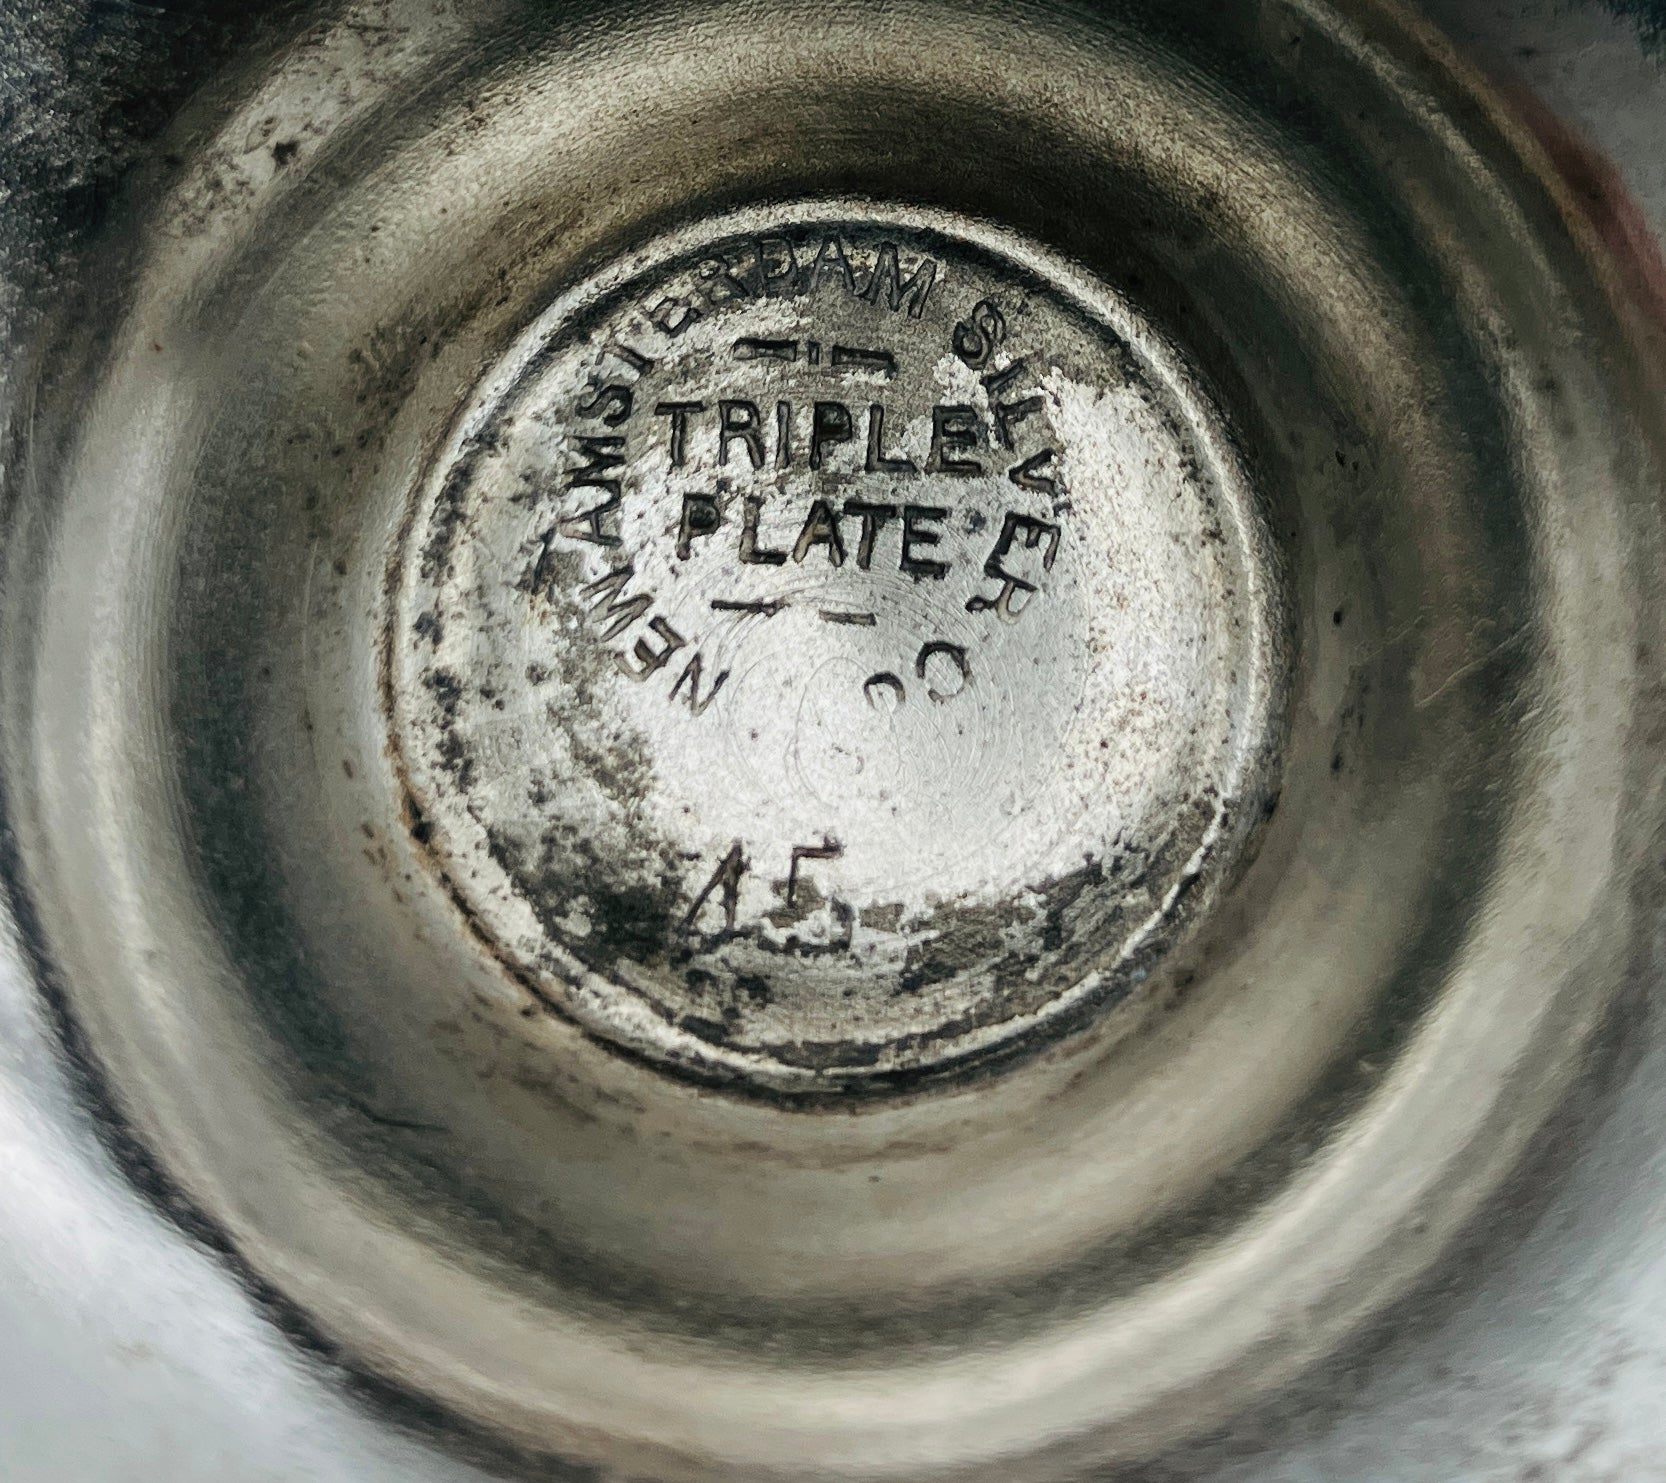 NEW AMSTERDAM SILVER Co
TRIPLE
PLATE
45